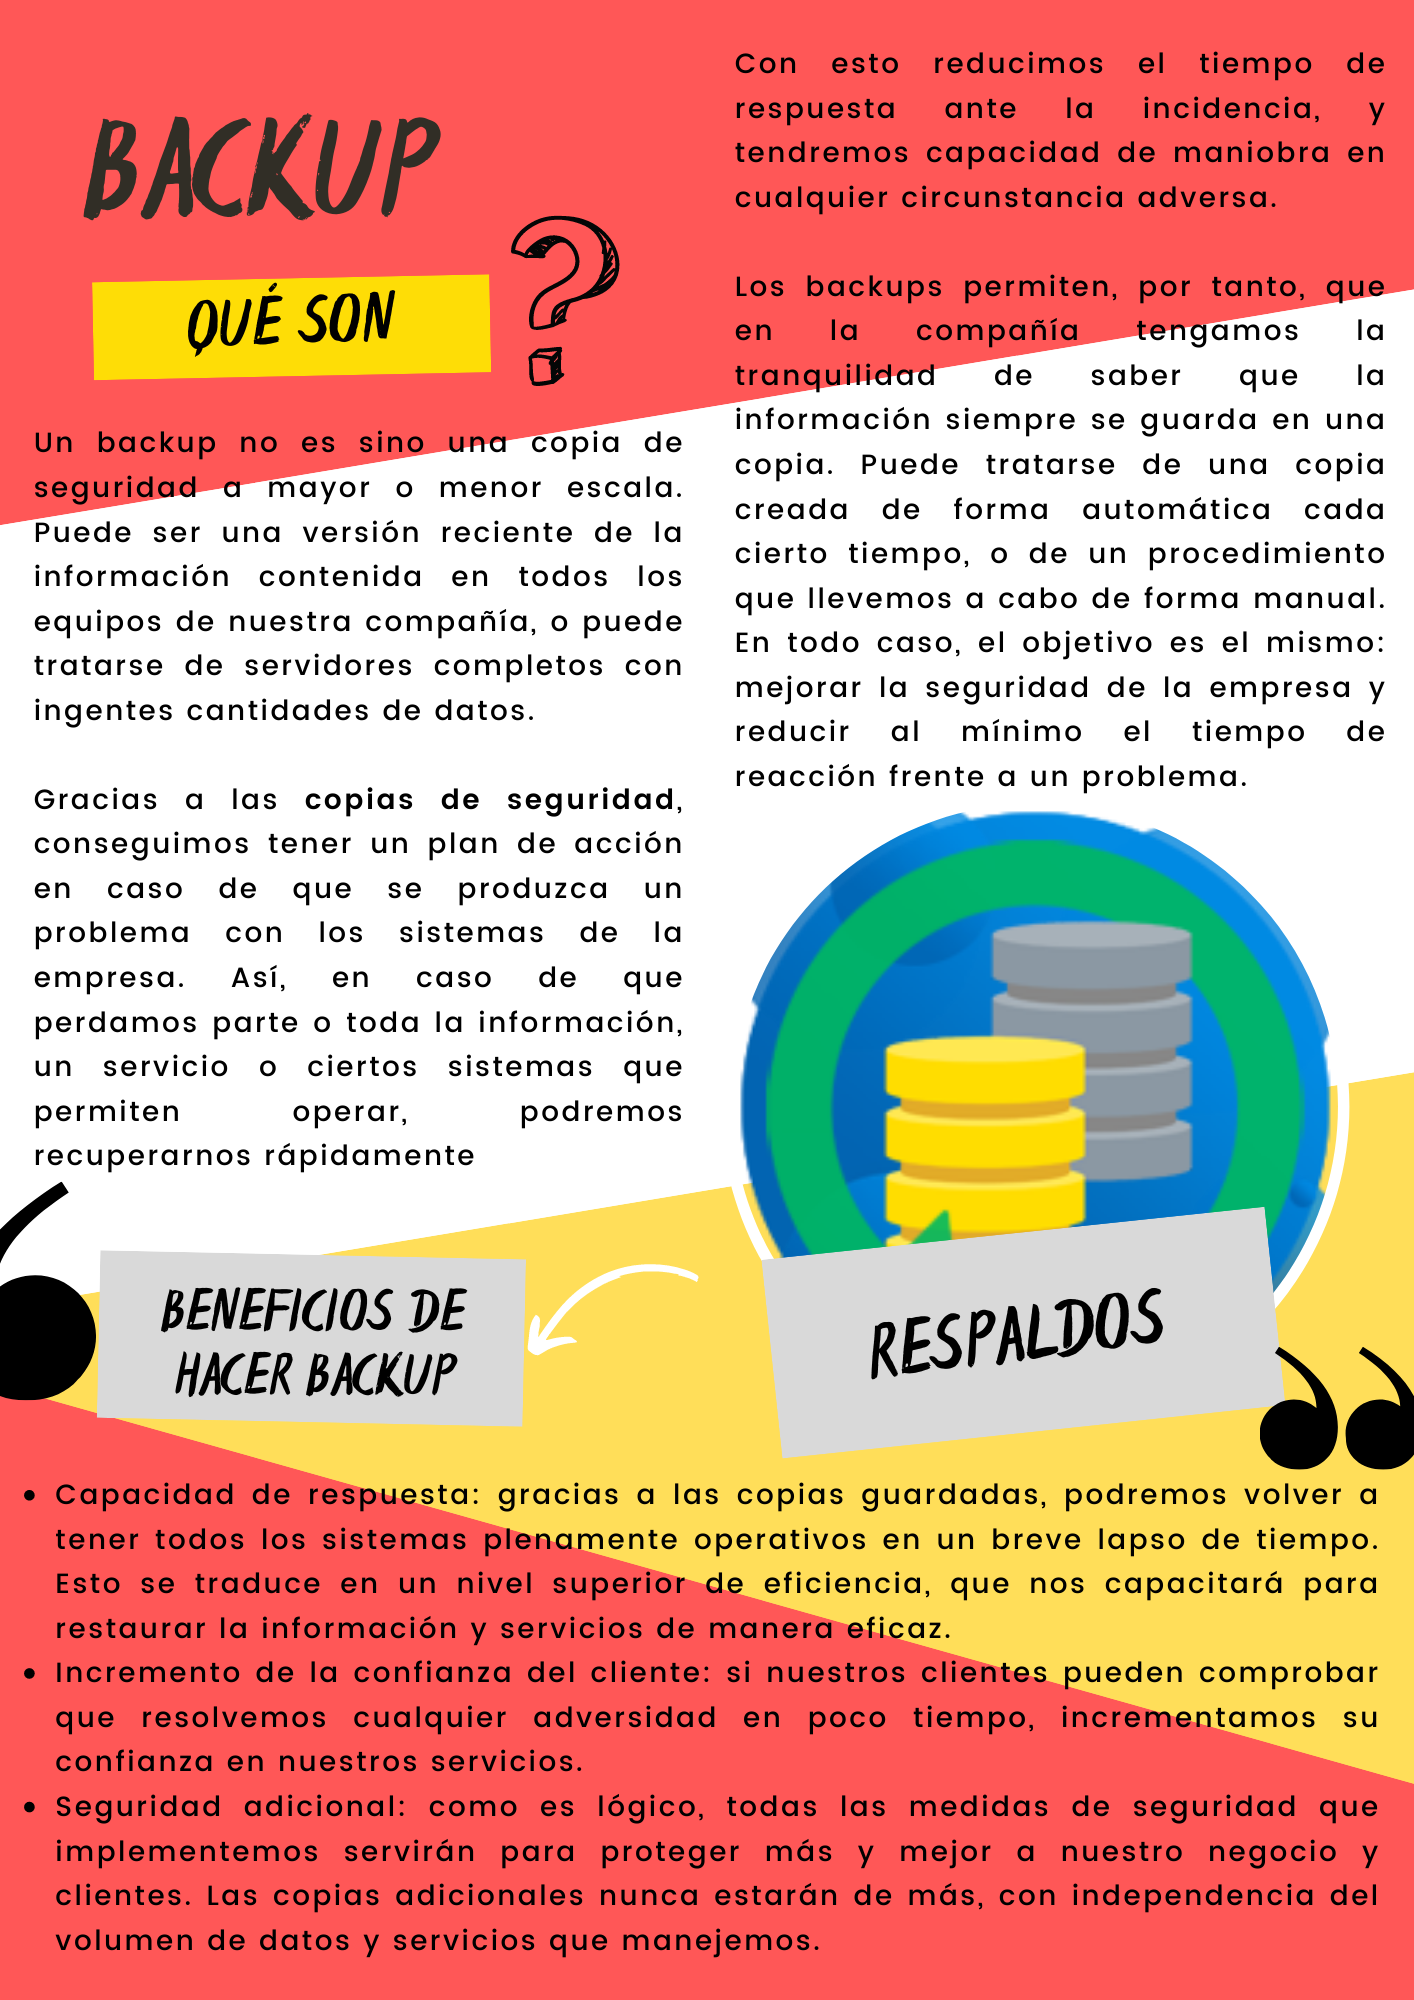 BACKUP
QUÉ SON
?
Un backup no es sino una copia de
seguridad a mayor o menor escala.
Puede ser una versión reciente de la
información contenida en todos los
equipos de nuestra compañía, o puede
tratarse de servidores completos con
ingentes cantidades de datos.
Gracias a las copias de seguridad,
conseguimos tener un plan de acción
en caso de que se produzca un
problema con los sistemas de la
empresa. Así, en caso de que
perdamos parte o toda la información,
un servicio o ciertos sistemas que
permiten operar, podremos
recuperarnos rápidamente
Con esto reducimos el tiempo de
respuesta ante la incidencia, y
tendremos capacidad de maniobra en
cualquier circunstancia adversa.
Los backups permiten, por tanto, que
en la compañía tengamos la
tranquilidad de saber que la
información siempre se guarda en una
copia. Puede tratarse de una copia
creada de forma automática cada
cierto tiempo, o de un procedimiento
que llevemos a cabo de forma manual.
En todo caso, el objetivo es el mismo:
mejorar la seguridad de la empresa y
reducir al mínimo el tiempo de
reacción frente a un problema.
BENEFICIOS DE
HACER BACKUP
RESPALDOS
• Capacidad de respuesta: gracias a las copias guardadas, podremos volver a
tener todos los sistemas plenamente operativos en un breve lapso de tiempo.
Esto se traduce en un nivel superior de eficiencia, que nos capacitará para
restaurar la información y servicios de manera eficaz.
• Incremento de la confianza del cliente: si nuestros clientes pueden comprobar
que resolvemos cualquier adversidad en poco tiempo, incrementamos su
confianza en nuestros servicios.
• Seguridad adicional: como es lógico, todas las medidas de seguridad que
implementemos servirán para proteger más y mejor a nuestro negocio y
clientes. Las copias adicionales nunca estarán de más, con independencia del
volumen de datos y servicios que manejemos.